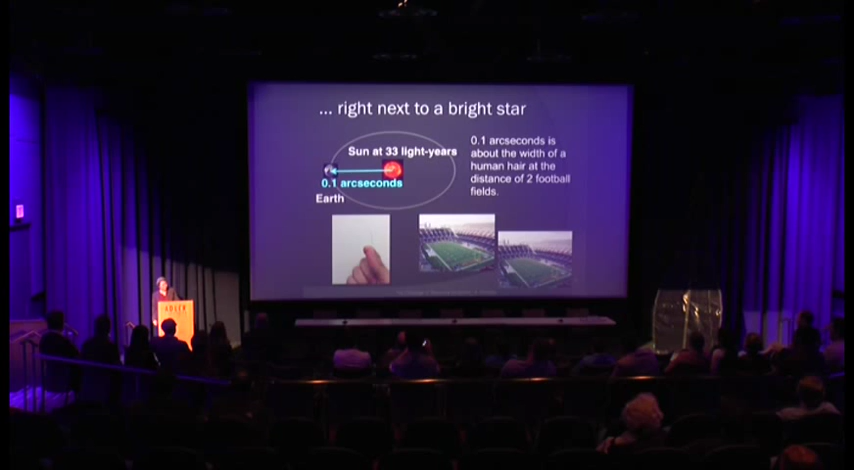 ... right next to a bright star
Sun at 33 light-years
0.1 arcseconds
Earth
0.1 arcseconds is
about the width of a
human hair at the
distance of 2 football
fields.
ADLER